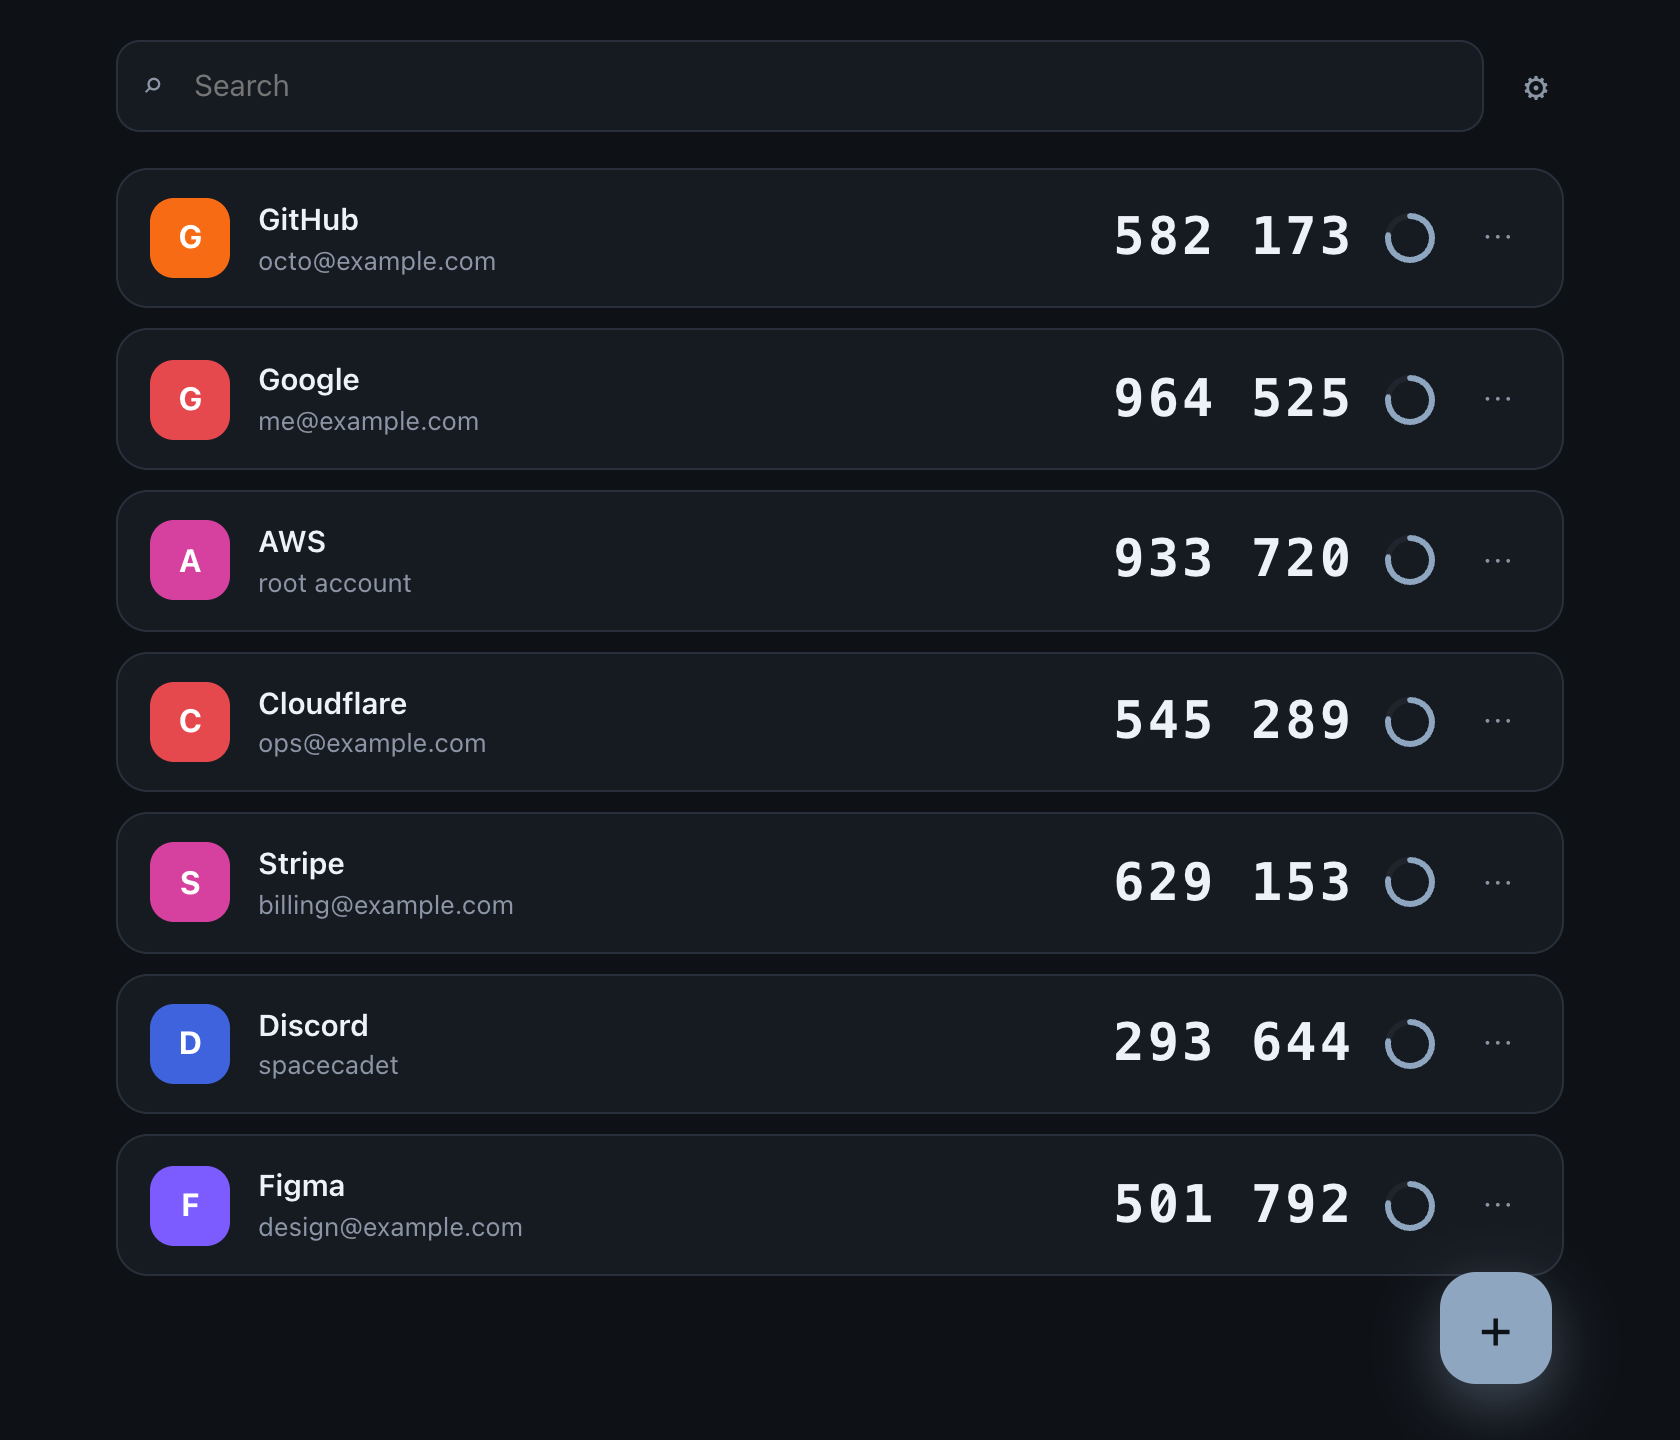 Search
G
GitHub
octo@example.com
582 173
G
Google
me@example.com
964 525
A
AWS
root account
933 720
C
Cloudflare
ops@example.com
545 289
S
Stripe
billing@example.com
629 153
D
Discord
spacecadet
293 644
F
Figma
design@example.com
501 792
+